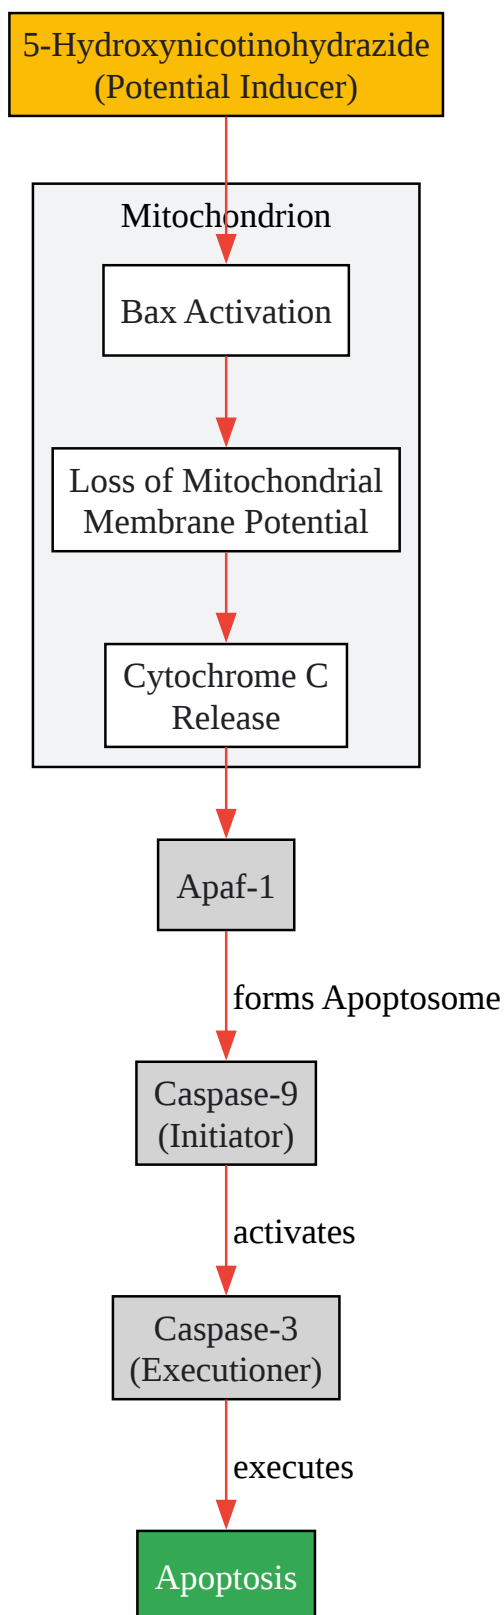 5-Hydroxynicotinohydrazide
(Potential Inducer)
Mitochondrion
Bax Activation
Loss of Mitochondrial
Membrane Potential
Cytochrome C
Release
Apaf-1
forms Apoptosome
Caspase-9
(Initiator)
activates
Caspase-3
(Executioner)
executes
Apoptosis